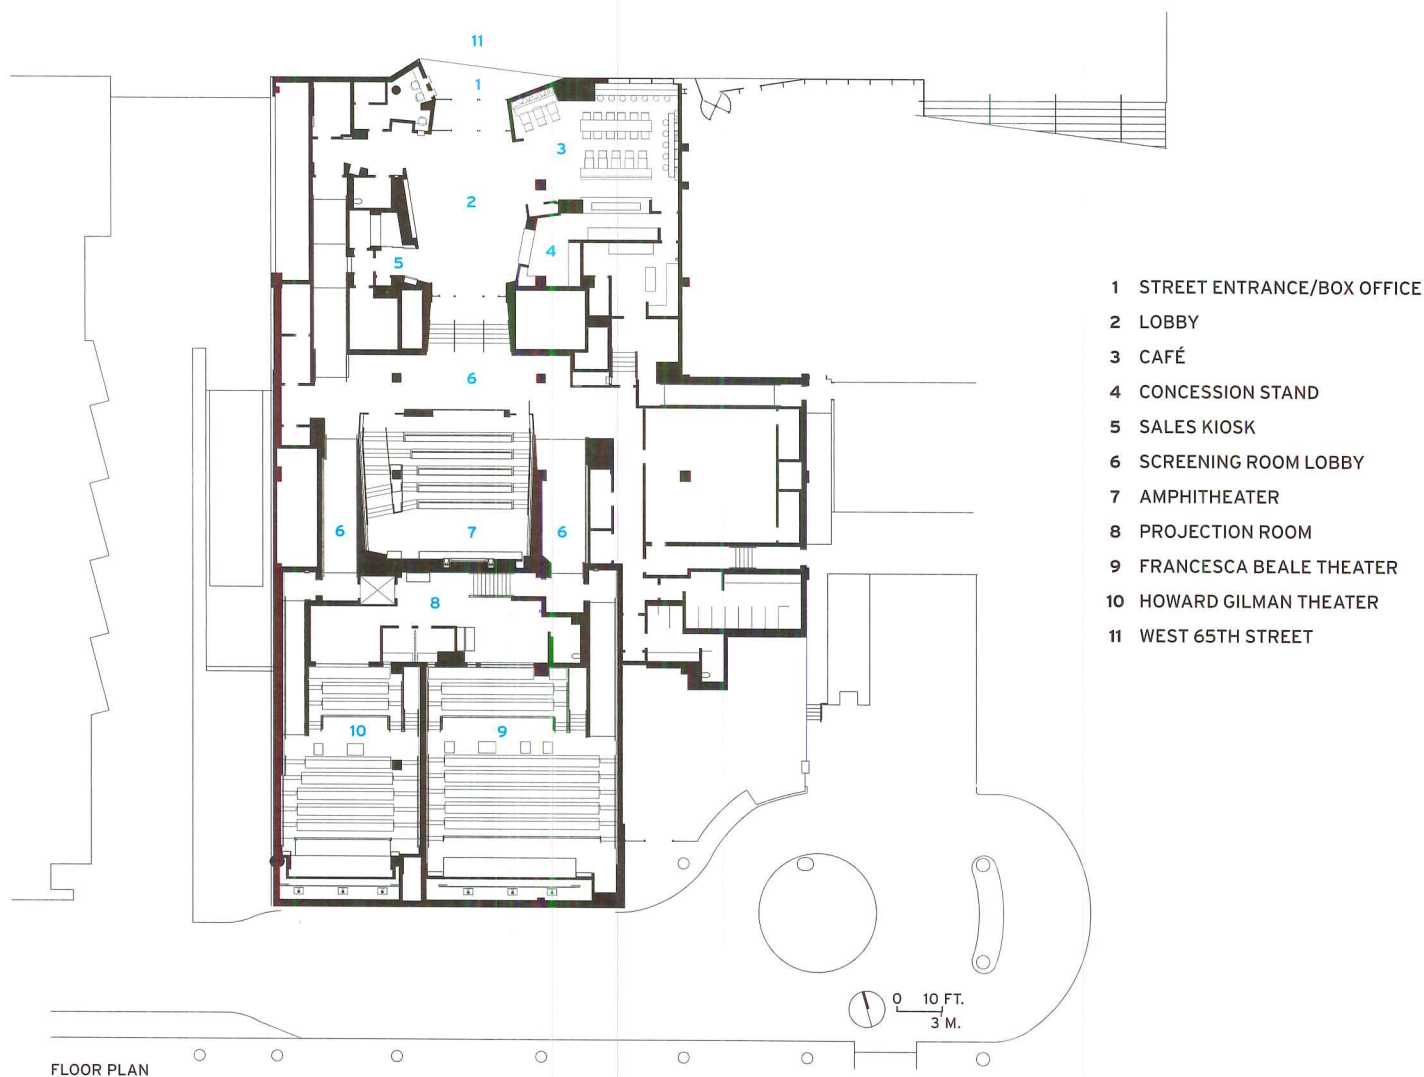 11
1
3
2
4
5
6
6
7
6
8
10
9
1 STREET ENTRANCE/BOX OFFICE
2 LOBBY
3 CAFÉ
4 CONCESSION STAND
5 SALES KIOSK
6 SCREENING ROOM LOBBY
7 AMPHITHEATER
8 PROJECTION ROOM
9 FRANCESCA BEALE THEATER
10 HOWARD GILMAN THEATER
11 WEST 65TH STREET
0 10 FT.
3 M.
FLOOR PLAN